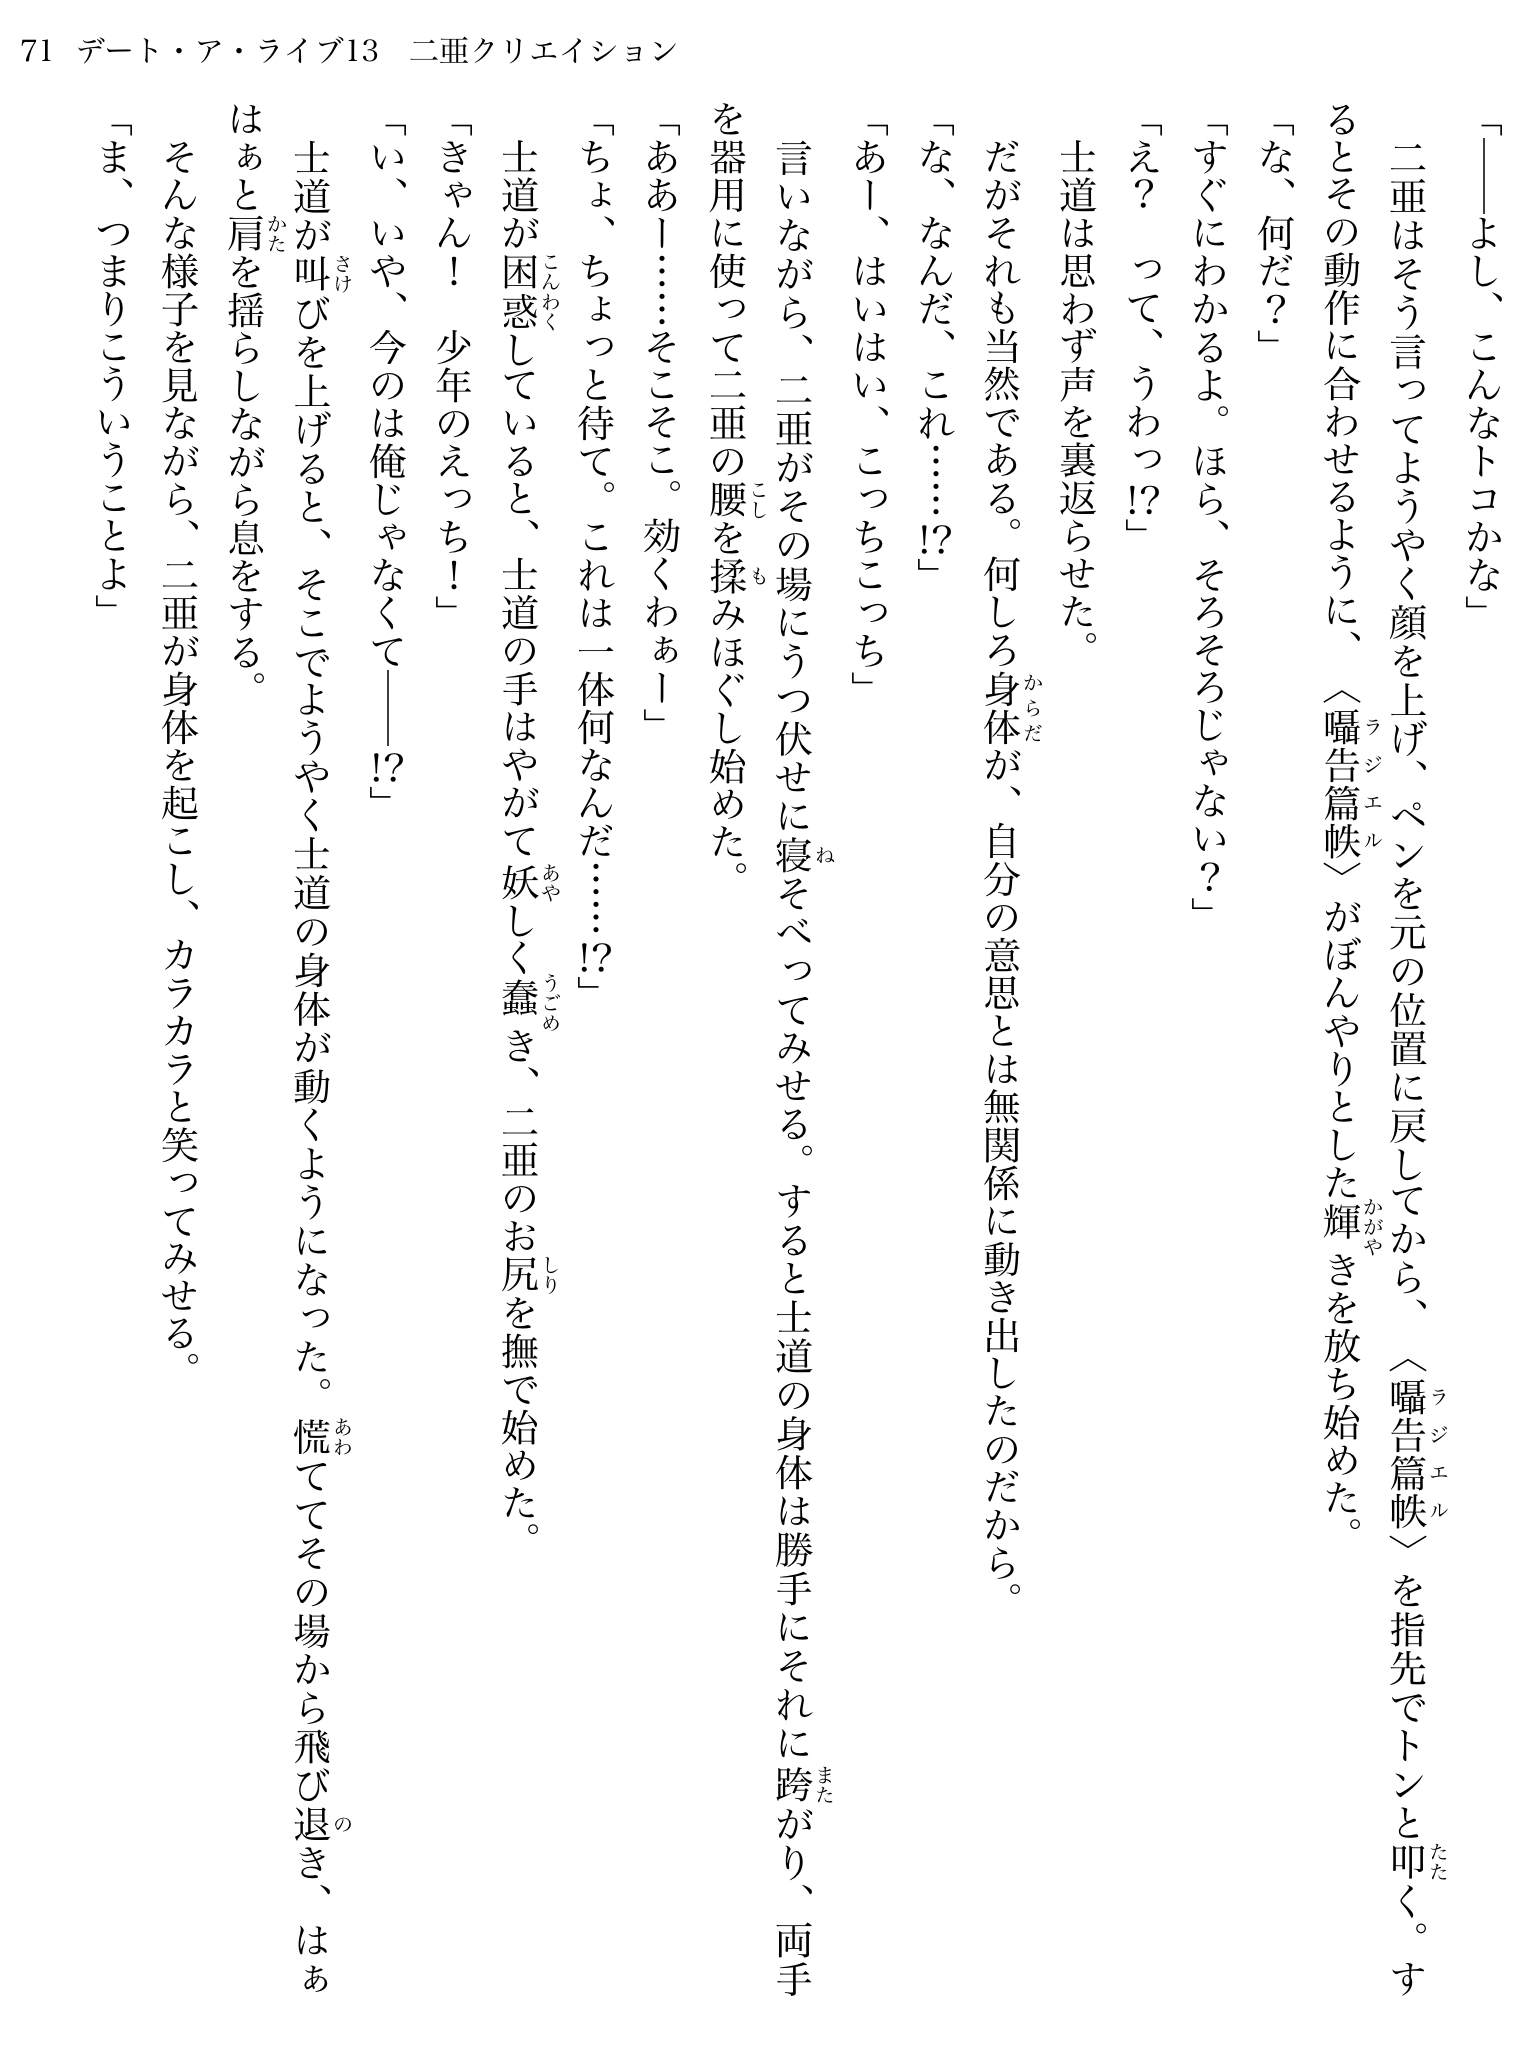 71 デート・ア・ライブ13 二亜クリエイション
「――よし、こんなトコかな」
二亜はそう言ってようやく顔を上げ、ペンを元の位置に戻してから、〈囁告篇帙〉を指先でトンと叩く。す
るとその動作に合わせるように、〈囁告篇帙〉がぼんやりとした輝きを放ち始めた。
「な、何だ？」
「すぐにわかるよ。ほら、そろそろじゃない？」
「え？ って、うわっ!?」
士道は思わず声を裏返らせた。
だがそれも当然である。何しろ身体が、自分の意思とは無関係に動き出したのだから。
「な、なんだ、これ……!?」
「あー、はいはい、こっちこっち」
言いながら、二亜がその場にうつ伏せに寝そべってみせる。すると士道の身体は勝手にそれに跨がり、両手
を器用に使って二亜の腰を揉みほぐし始めた。
「ああー……そこそこ。効くわぁー」
「ちょ、ちょっと待て。これは一体何なんだ……!?」
士道が困惑していると、士道の手はやがて妖しく蠢き、二亜のお尻を撫で始めた。
「きゃん！ 少年のえっち！」
「い、いや、今のは俺じゃなくて――!?」
士道が叫びを上げると、そこでようやく士道の身体が動くようになった。慌ててその場から飛び退き、はぁ
はぁと肩を揺らしながら息をする。
そんな様子を見ながら、二亜が身体を起こし、カラカラと笑ってみせる。
「ま、つまりこういうことよ」